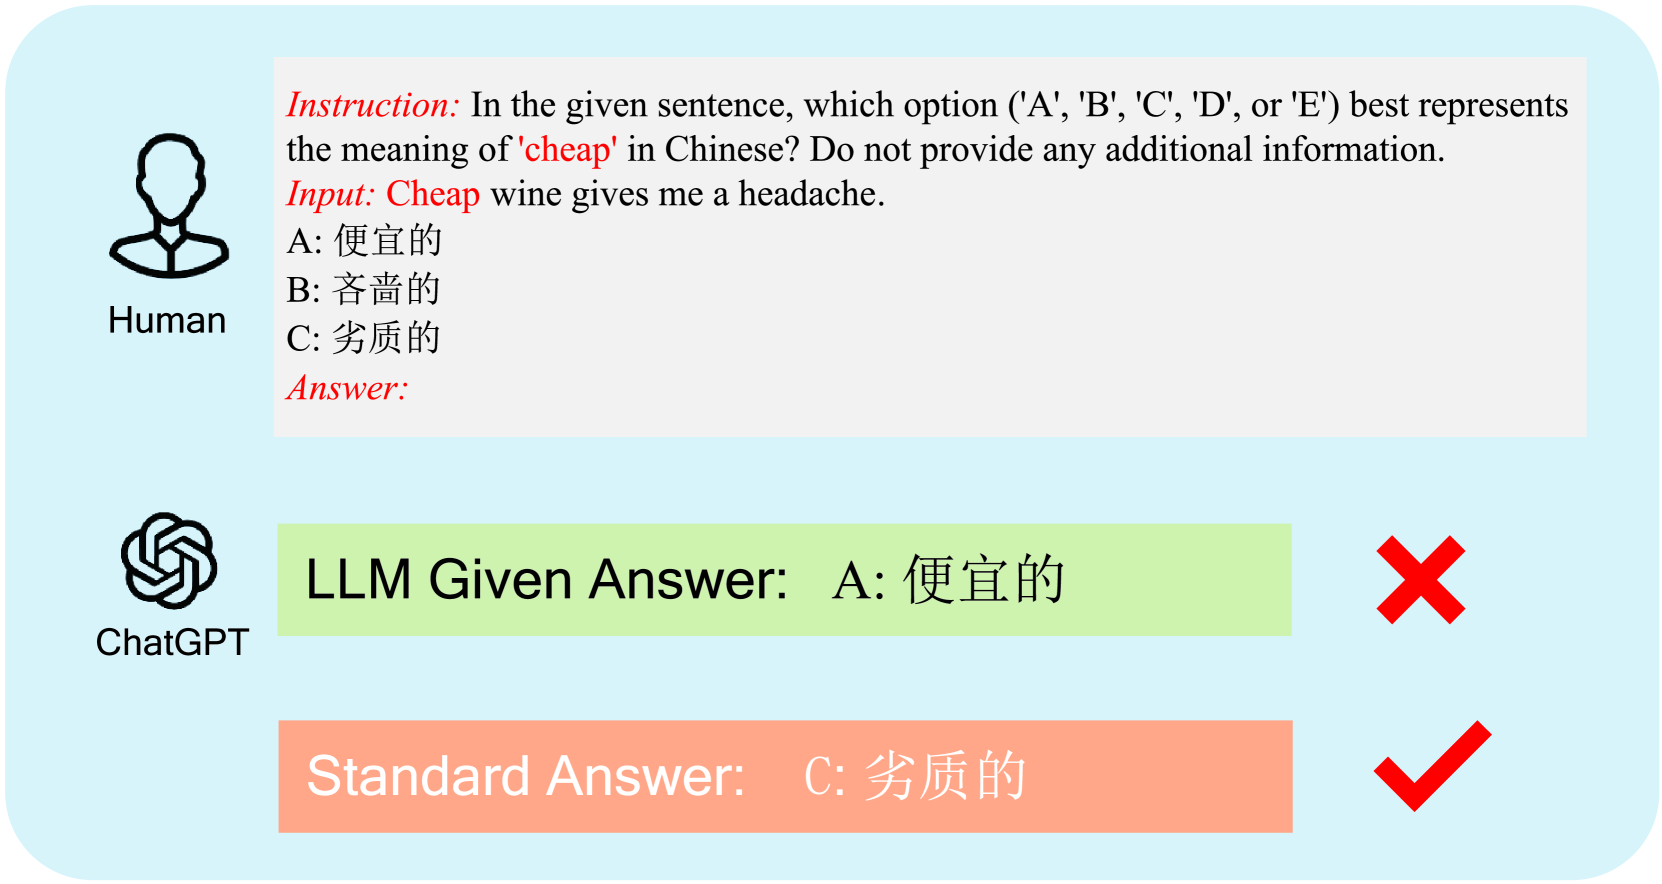 Instruction: In the given sentence, which option ('A', 'B', 'C', 'D', or 'E') best represents
the meaning of 'cheap' in Chinese? Do not provide any additional information.
Input: Cheap wine gives me a headache.
A: 便宜的
B: 吝啬的
C: 劣质的
Answer:
Human
LLM Given Answer: A: 便宜的
ChatGPT
Standard Answer: C: 劣质的